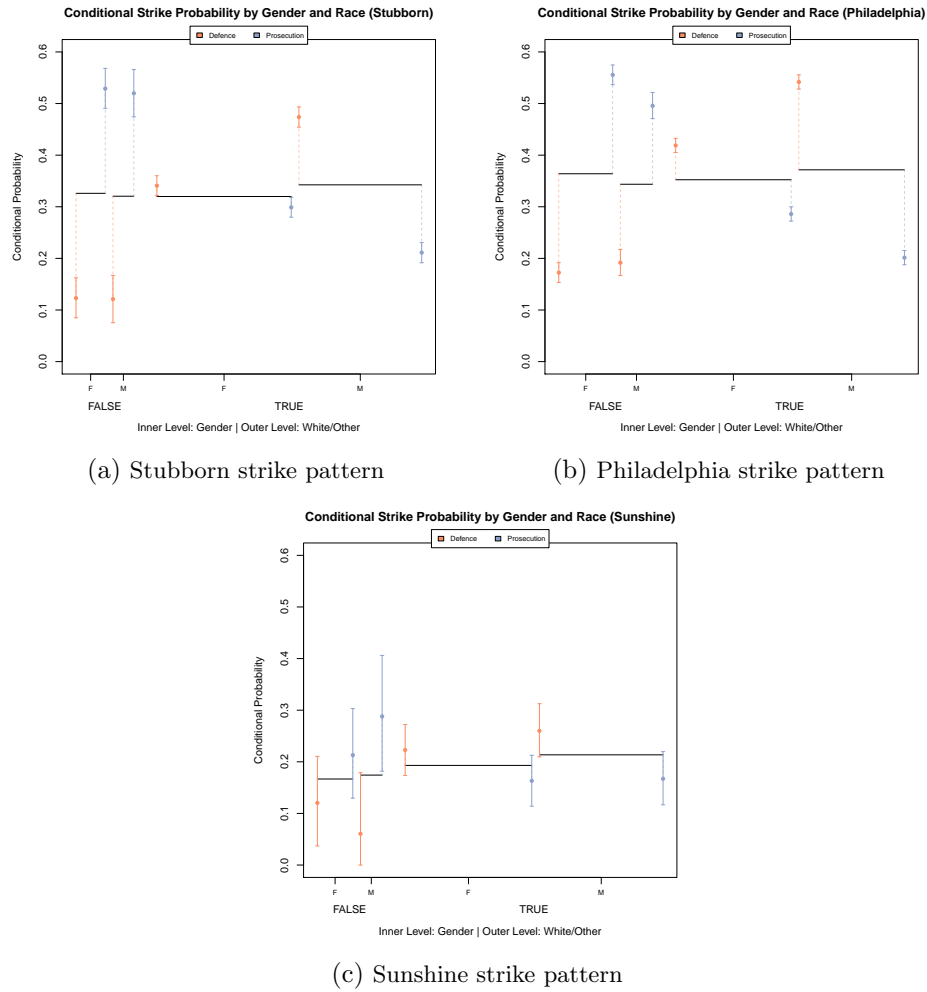 Conditional Strike Probability by Gender and Race (Stubborn)
Defence Prosecution
Conditional Probability
0.6
0.5
0.4
0.3
0.2
0.1
0.0
F M F M
FALSE TRUE
Inner Level: Gender | Outer Level: White/Other
(a) Stubborn strike pattern
Conditional Strike Probability by Gender and Race (Philadelphia)
Defence Prosecution
Conditional Probability
0.6
0.5
0.4
0.3
0.2
0.1
0.0
F M F M
FALSE TRUE
Inner Level: Gender | Outer Level: White/Other
(b) Philadelphia strike pattern
Conditional Strike Probability by Gender and Race (Sunshine)
Defence Prosecution
Conditional Probability
0.6
0.5
0.4
0.3
0.2
0.1
0.0
F M F M
FALSE TRUE
Inner Level: Gender | Outer Level: White/Other
(c) Sunshine strike pattern